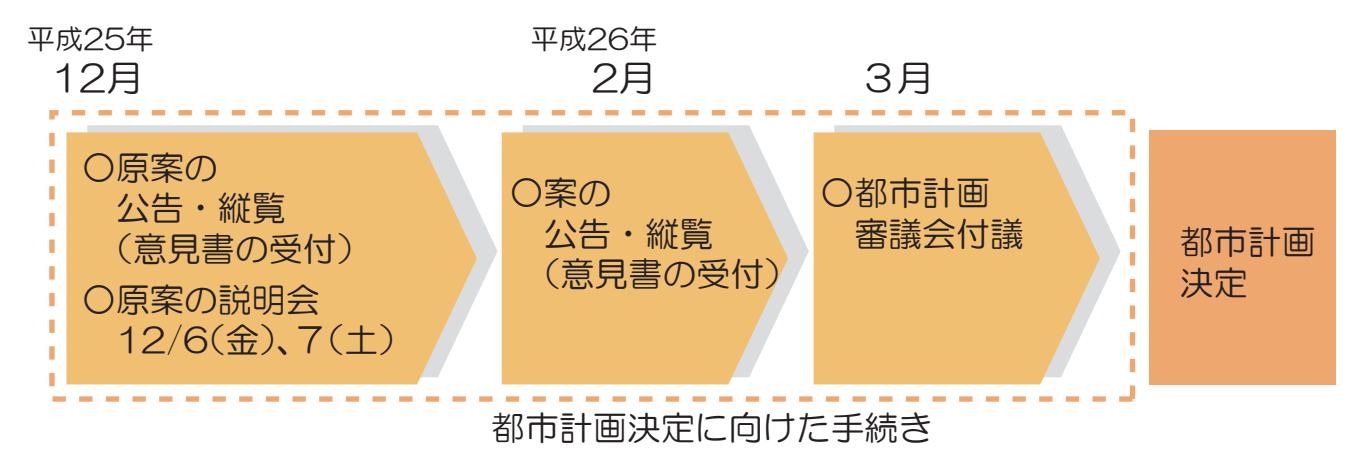 平成25年
12月
〇原案の
公告・縦覧
（意見書の受付）
〇原案の説明会
12/6(金)、7(土)
平成26年
2月
〇案の
公告・縦覧
（意見書の受付）
3月
〇都市計画
審議会付議
都市計画
決定
都市計画決定に向けた手続き